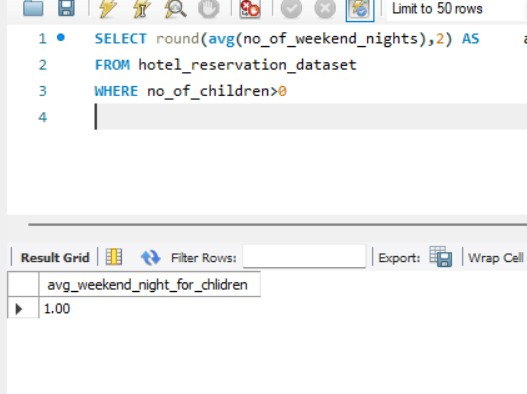 Limit to 50 rows
1 SELECT round(avg(no_of_weekend_nights),2) AS a
2 FROM hotel_reservation_dataset
3 WHERE no_of_children>0
4
Result Grid Filter Rows: Export: Wrap Cell
avg_weekend_night_for_chlidren
1.00